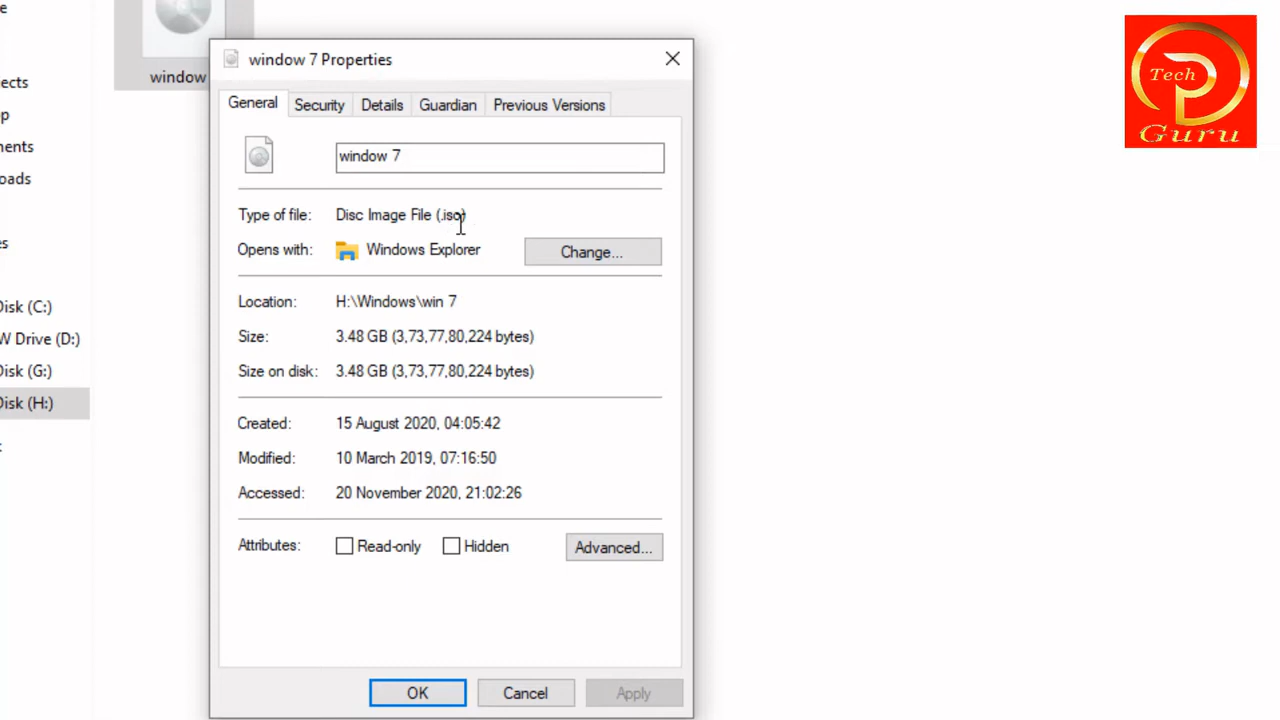 e
window
window 7 Properties
General Security Details Guardian Previous Versions
window 7
Type of file: Disc Image File (.iso)
Opens with: Windows Explorer Change...
Location: H:\Windows\win 7
Size: 3.48 GB (3,73,77,80,224 bytes)
Size on disk: 3.48 GB (3,73,77,80,224 bytes)
Created: 15 August 2020, 04:05:42
Modified: 10 March 2019, 07:16:50
Accessed: 20 November 2020, 21:02:26
Attributes: Read-only Hidden Advanced...
OK Cancel Apply
ects
p
ments
oads
es
Disk (C:)
W Drive (D:)
Disk (G:)
Disk (H:)
Tech
Guru